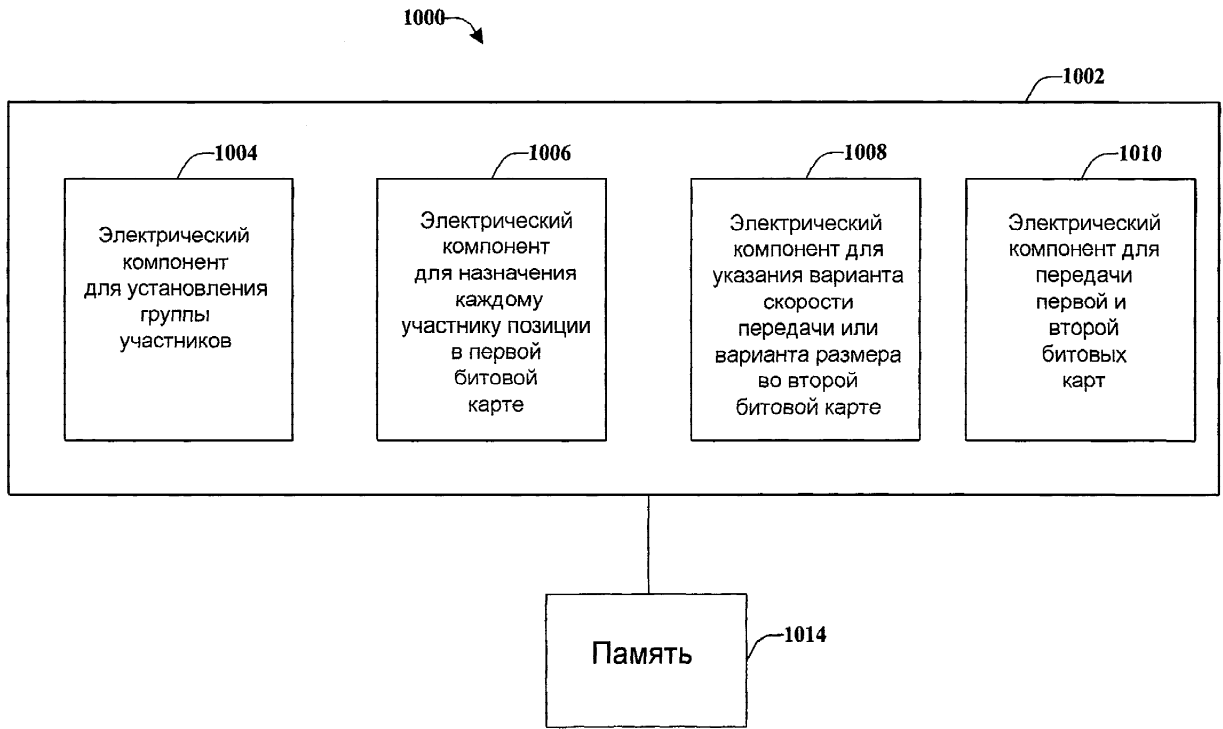 1000
1002
1004
Электрический
компонент
для установления
группы
участников
1006
Электрический
компонент
для назначения
каждому
участнику позиции
в первой
битовой
карте
1008
Электрический
компонент для
указания варианта
скорости
передачи или
варианта размера
во второй
битовой карте
1010
Электрический
компонент для
передачи
первой и
второй
битовых
карт
Память
1014